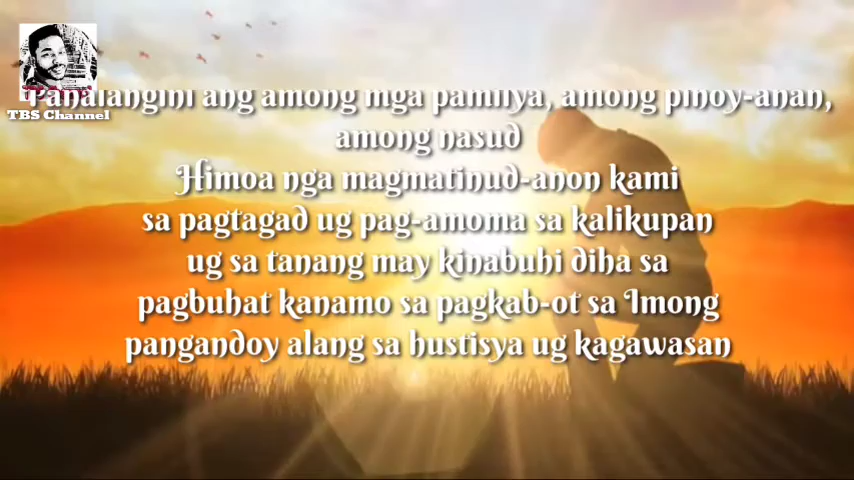 TBS Channel
Panalangini ang among mga pamilya, among pinoy-anan,
among nasud
Himoa nga magmatinud-anon kami
sa pagtagad ug pag-amoma sa kalikupan
ug sa tanang may kinabuhi diha sa
pagbuhat kanamo sa pagkab-ot sa Imong
pangandoy alang sa hustisya ug kagawasan